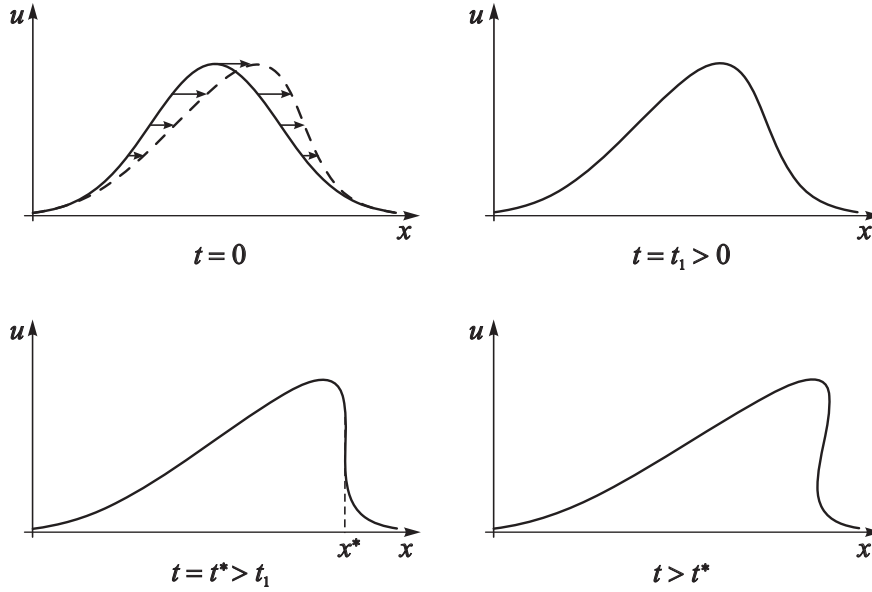 u
x
t = 0
u
x
t = t₁ > 0
u
x*
x
t = t* > t₁
u
x
t > t*